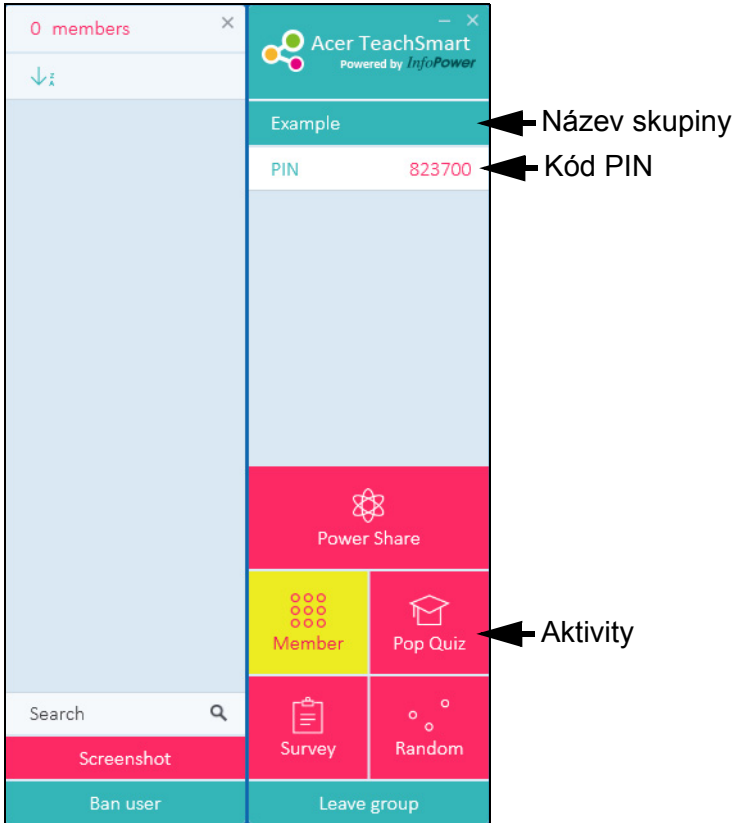 0 members
Search
Screenshot
Ban user
Acer TeachSmart
Powered by InfoPower
Example
PIN 823700
Power Share
Member Pop Quiz
Survey Random
Leave group
Název skupiny
Kód PIN
Aktivity